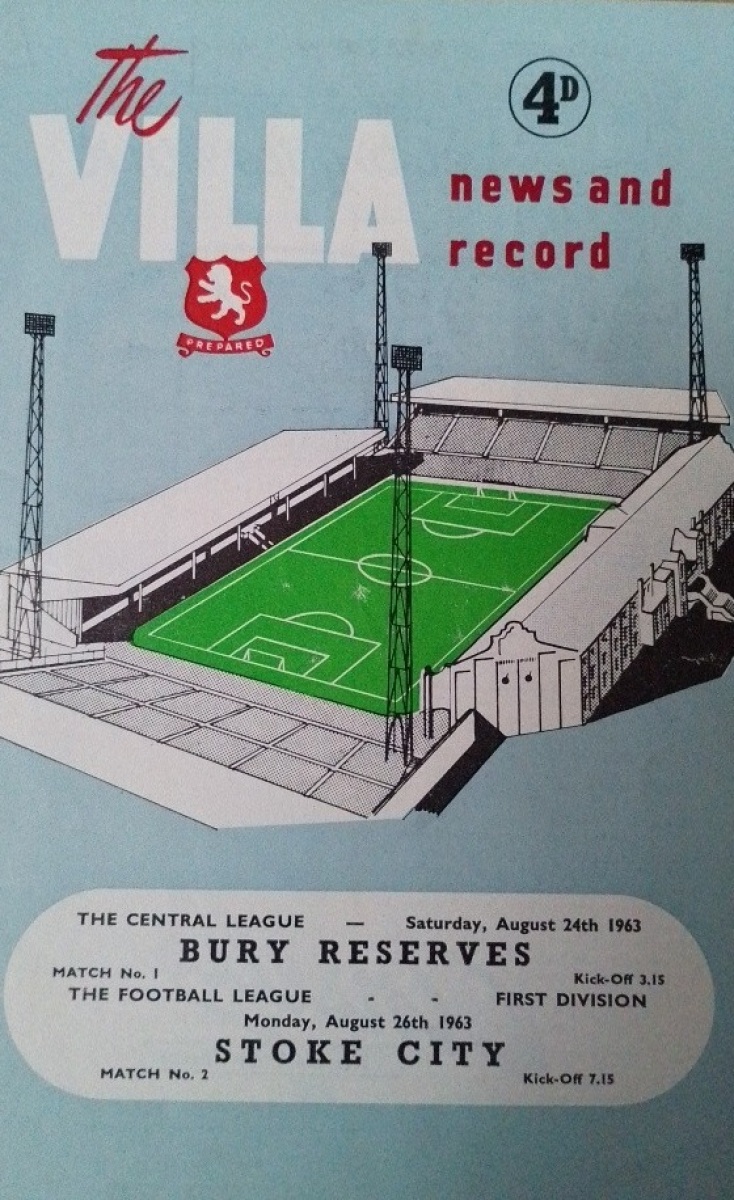 The
VILLA
4D
news and
record
PREPARED
THE CENTRAL LEAGUE — Saturday, August 24th 1963
BURY RESERVES
MATCH No. 1 Kick-Off 3.15
THE FOOTBALL LEAGUE - - FIRST DIVISION
Monday, August 26th 1963
STOKE CITY
MATCH No. 2 Kick-Off 7.15